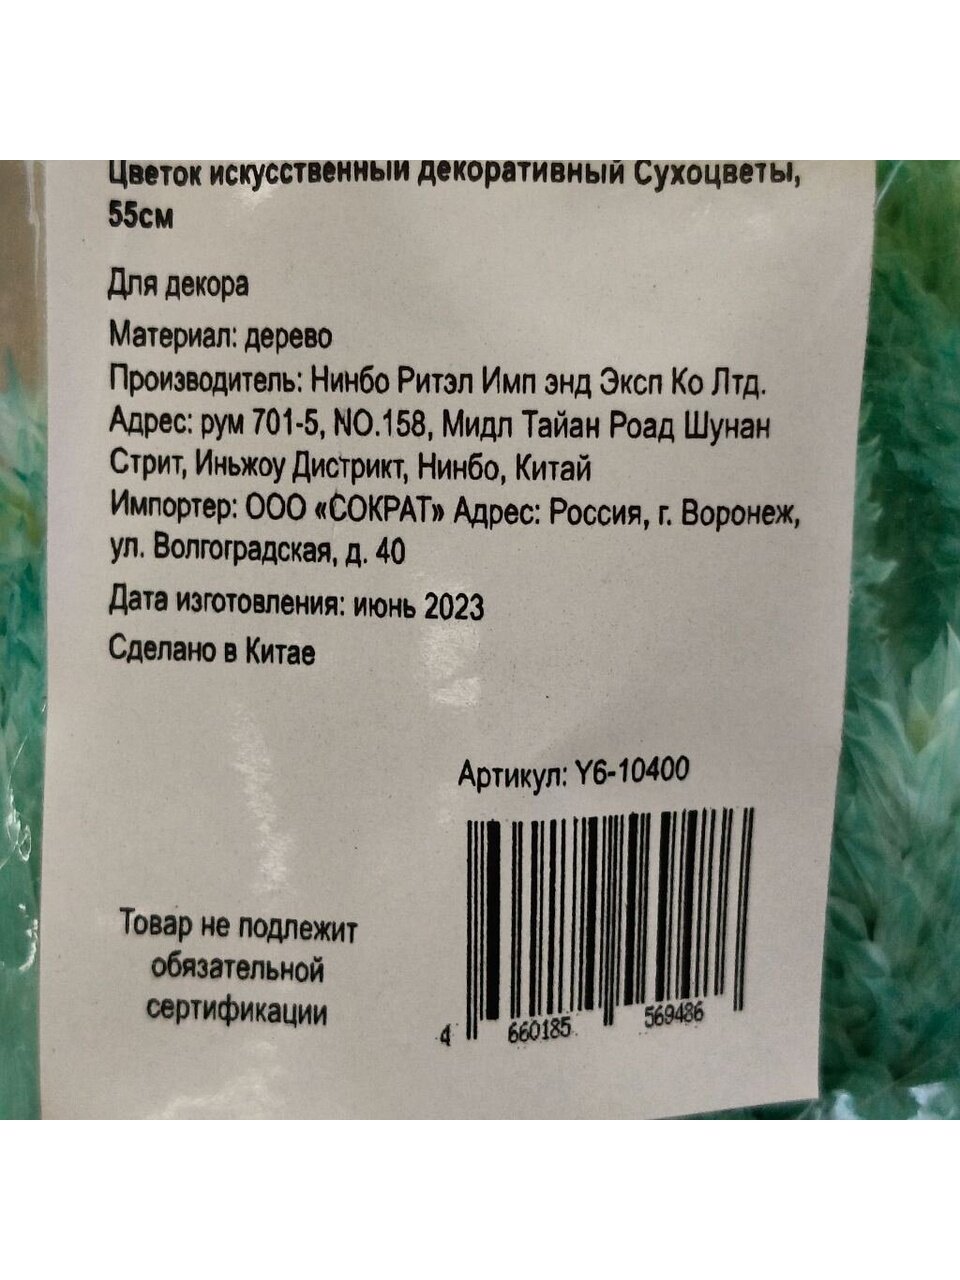 Цветок искусственный декоративный Сухоцветы,
55см
Для декора
Материал: дерево
Производитель: Нинбо Ритэл Имп энд Эксп Ко Лтд.
Адрес: рум 701-5, NO.158, Мидл Тайан Роад Шунан
Стрит, Иньжоу Дистрикт, Нинбо, Китай
Импортер: ООО «СОКРАТ» Адрес: Россия, г. Воронеж,
ул. Волгоградская, д. 40
Дата изготовления: июнь 2023
Сделано в Китае
Артикул: Y6-10400
Товар не подлежит
обязательной
сертификации
4 660185 569486